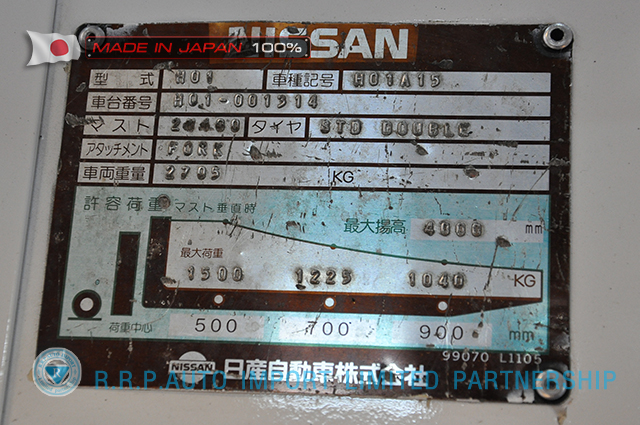 NISSAN
MADE IN JAPAN 100%
型式 H01 車種記号 H01A15
車台番号 H01-001914
マスト タイヤ STD DOUBLE
アタッチメント FORK
車両重量 2705 KG
許容荷重 マスト垂直時
最大揚高 4000 mm
最大荷重
1500 1225 1040 KG
荷重中心 500 700 900 mm
99070 L1105
NISSAN 日産自動車株式会社
R.R.P.AUTO IMPORT LIMITED PARTNERSHIP